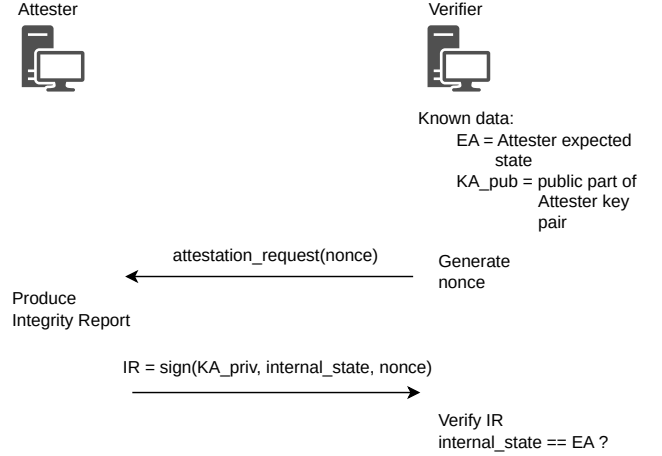 Attester
Verifier
Known data:
EA = Attester expected
state
KA_pub = public part of
Attester key
pair
attestation_request(nonce)
Generate
nonce
Produce
Integrity Report
IR = sign(KA_priv, internal_state, nonce)
Verify IR
internal_state == EA ?